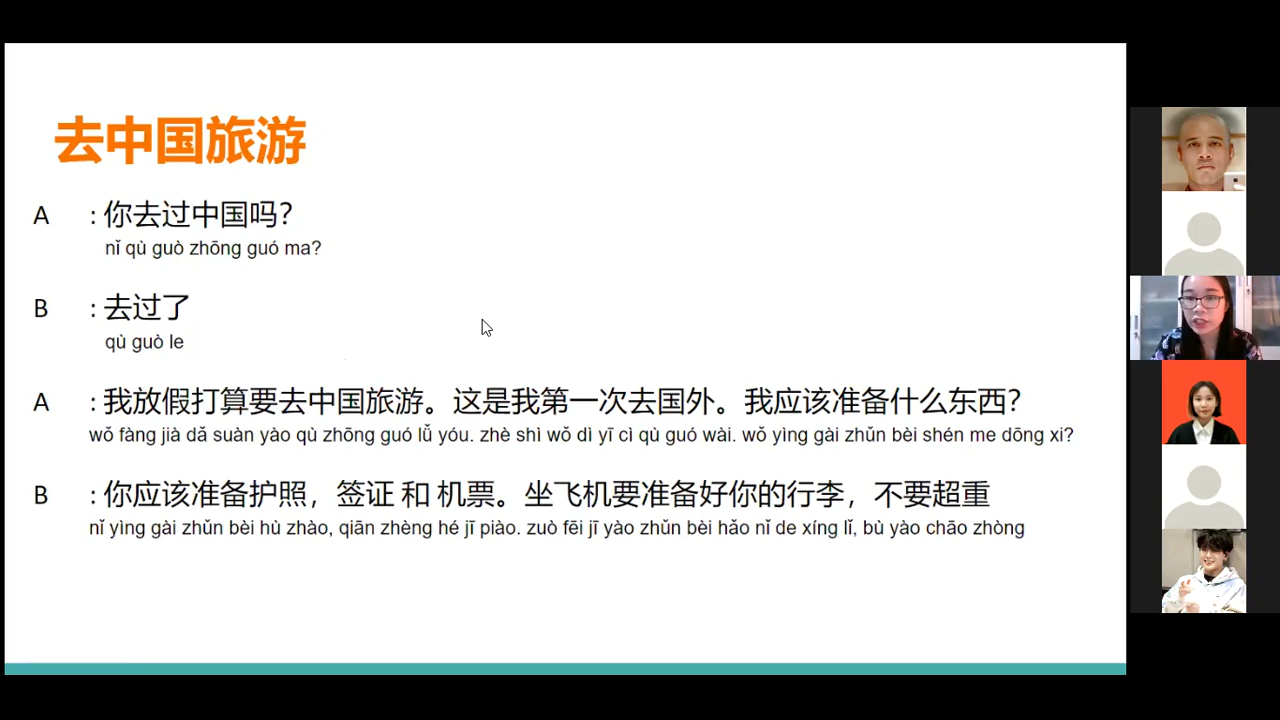 去中国旅游
A : 你去过中国吗？
nǐ qù guò zhōng guó ma?
B : 去过了
qù guò le
A : 我放假打算要去中国旅游。这是我第一次去国外。我应该准备什么东西？
wǒ fàng jià dǎ suàn yào qù zhōng guó lǚ yóu. zhè shì wǒ dì yī cì qù guó wài. wǒ yìng gài zhǔn bèi shén me dōng xi?
B : 你应该准备护照，签证 和 机票。坐飞机要准备好你的行李，不要超重
nǐ yìng gài zhǔn bèi hù zhào, qiān zhèng hé jī piào. zuò fēi jī yào zhǔn bèi hǎo nǐ de xíng lǐ, bù yào chāo zhòng